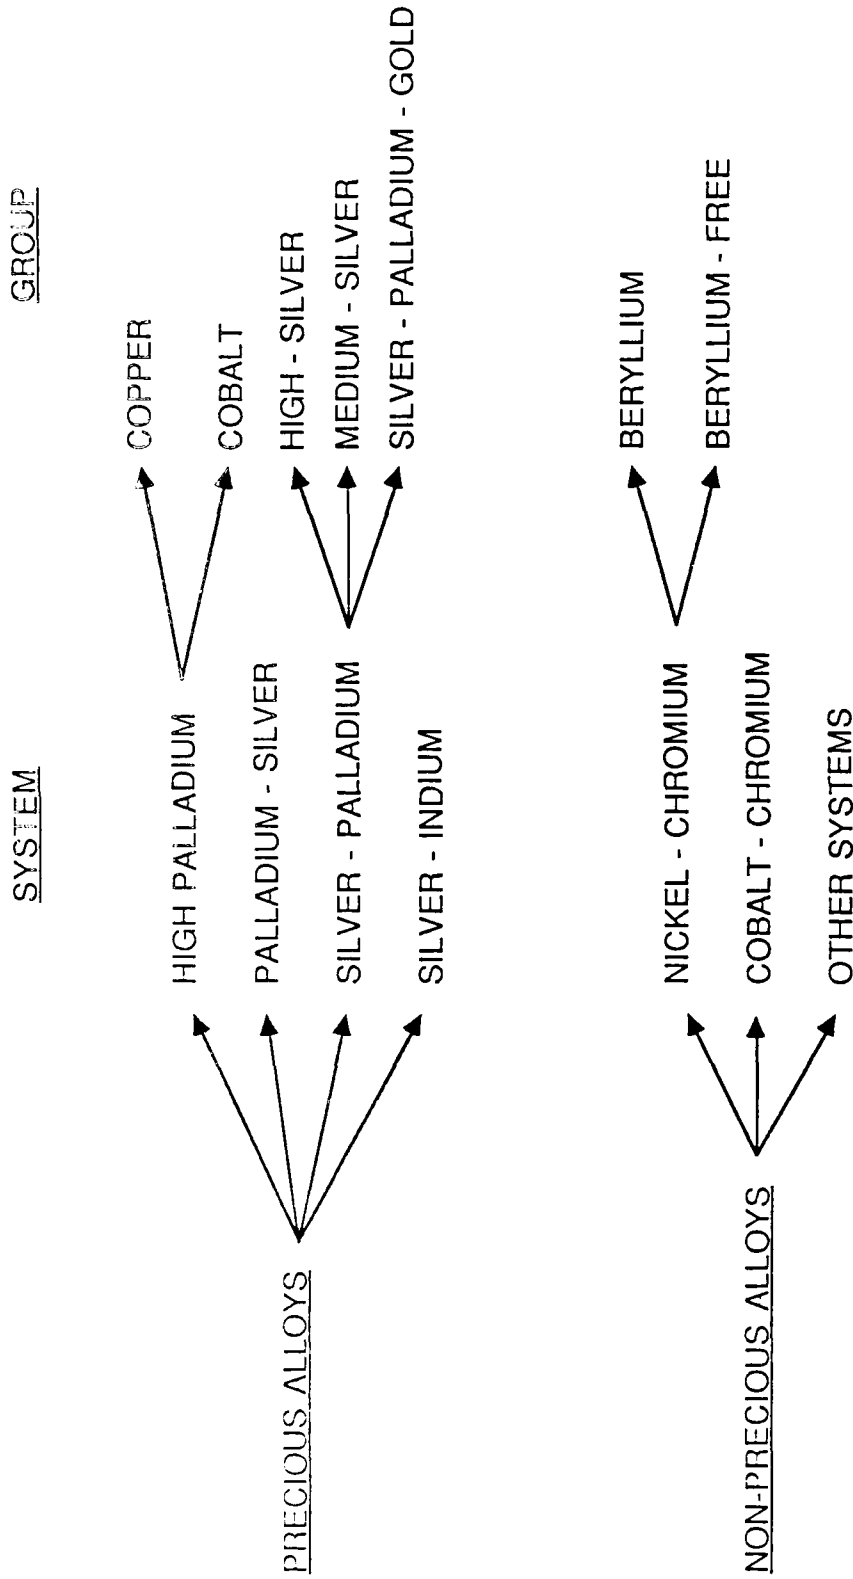 SYSTEM
GROUP
PRECIOUS ALLOYS
HIGH PALLADIUM
COPPER
COBALT
PALLADIUM - SILVER
SILVER - PALLADIUM
HIGH - SILVER
MEDIUM - SILVER
SILVER - PALLADIUM - GOLD
SILVER - INDIUM
NON-PRECIOUS ALLOYS
NICKEL - CHROMIUM
BERYLLIUM
BERYLLIUM - FREE
COBALT - CHROMIUM
OTHER SYSTEMS